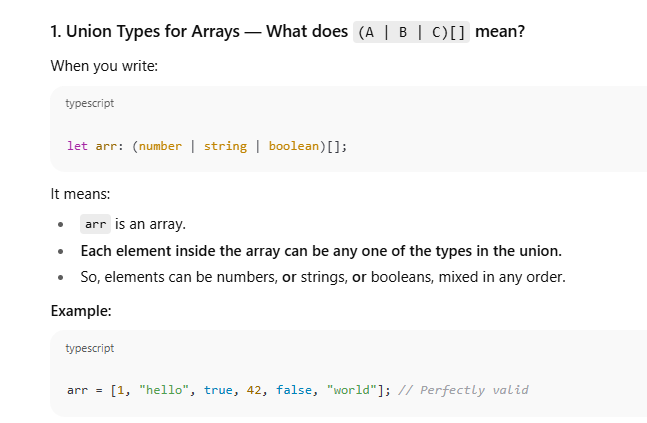 1. Union Types for Arrays — What does (A | B | C)[] mean?
When you write:
typescript
let arr: (number | string | boolean)[];
It means:
• arr is an array.
• Each element inside the array can be any one of the types in the union.
• So, elements can be numbers, or strings, or booleans, mixed in any order.
Example:
typescript
arr = [1, "hello", true, 42, false, "world"]; // Perfectly valid